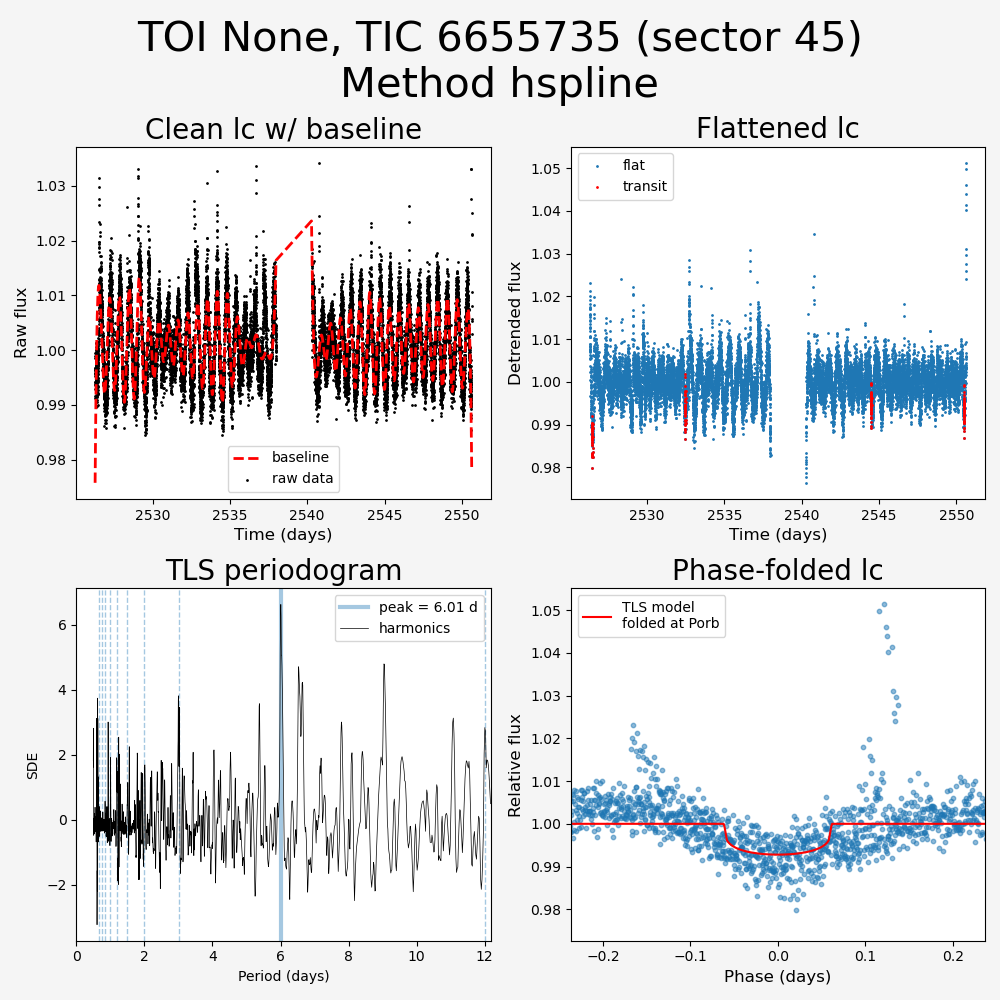 TOI None, TIC 6655735 (sector 45)
Method hspline
Clean lc w/ baseline
Raw flux
1.03
1.02
1.01
1.00
0.99
0.98
baseline
raw data
2530
2535
2540
2545
2550
Time (days)
Flattened lc
Detrended flux
1.05
1.04
1.03
1.02
1.01
1.00
0.99
0.98
flat
transit
2530
2535
2540
2545
2550
Time (days)
TLS periodogram
SDE
6
4
2
0
−2
peak = 6.01 d
harmonics
0
2
4
6
8
10
12
Period (days)
Phase-folded lc
Relative flux
1.05
1.04
1.03
1.02
1.01
1.00
0.99
0.98
TLS model
folded at Porb
−0.2
−0.1
0.0
0.1
0.2
Phase (days)